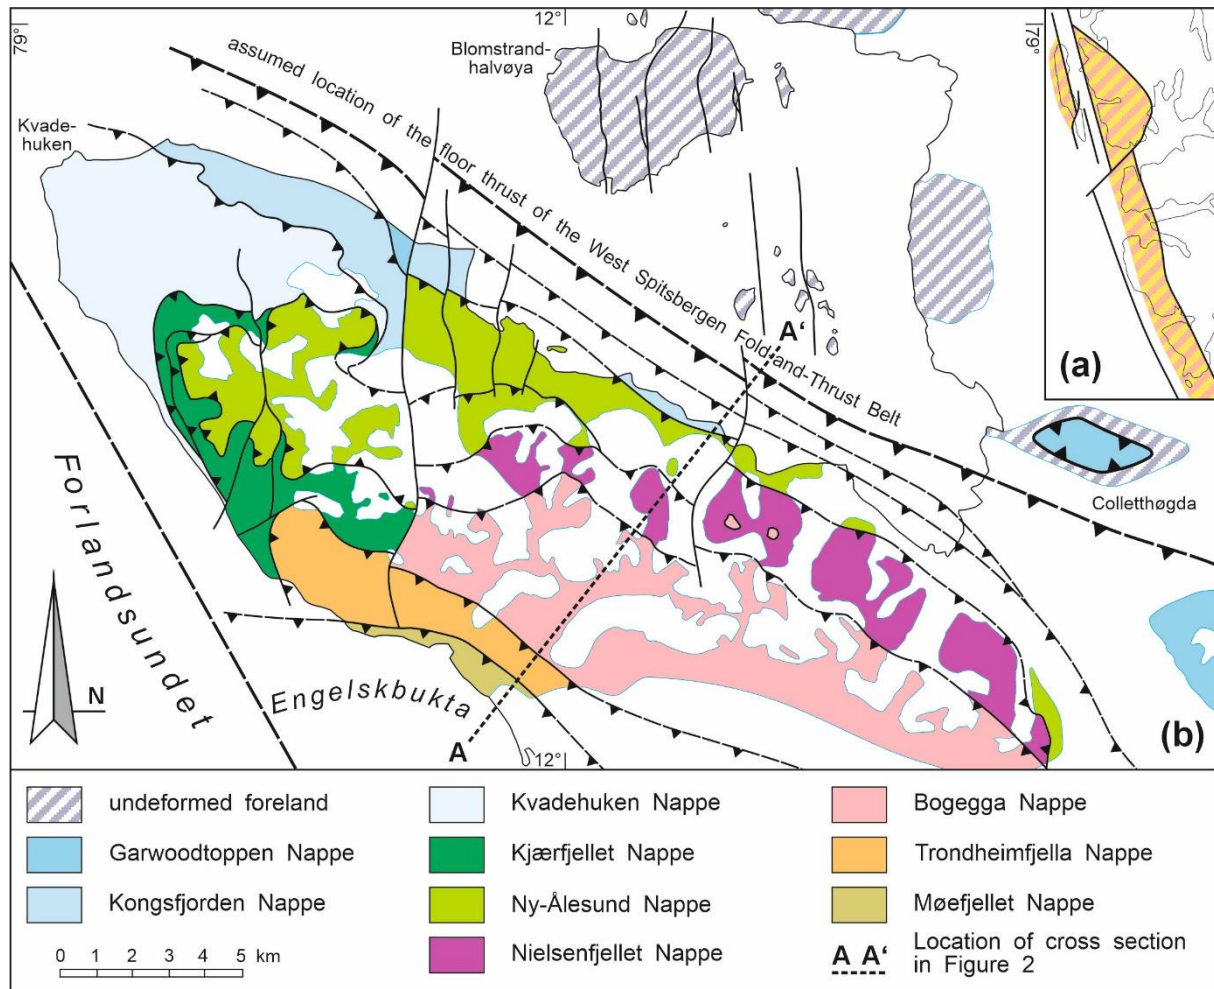 79°
12°
79°
assumed location of the floor thrust of the West Spitsbergen Fold-and-Thrust Belt
Blomstrand-
halvøya
Kvade-
huken
(a)
A‘
Colletthøgda
Forlandsundet
N
Engelskbukta
A
12°
(b)
undeformed foreland
Garwoodtoppen Nappe
Kongsfjorden Nappe
0 1 2 3 4 5 km
Kvadehuken Nappe
Kjærfjellet Nappe
Ny-Ålesund Nappe
Nielsenfjellet Nappe
Bogegga Nappe
Trondheimfjella Nappe
Møefjellet Nappe
A A‘ Location of cross section
in Figure 2